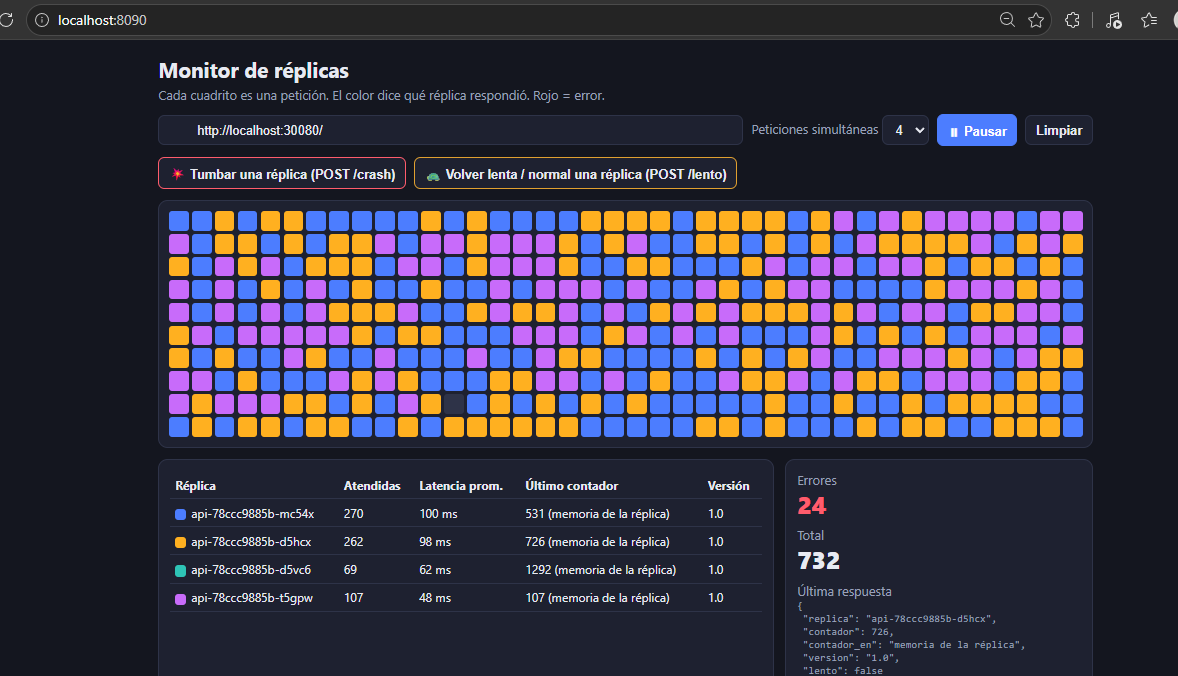 localhost:8090
Monitor de réplicas
Cada cuadrito es una petición. El color dice qué réplica respondió. Rojo = error.
http://localhost:30080/
Peticiones simultáneas
4
Pausar
Limpiar
Tumbar una réplica (POST /crash)
Volver lenta / normal una réplica (POST /lento)
Réplica Atendidas Latencia prom. Último contador Versión
api-78ccc9885b-mc54x 270 100 ms 531 (memoria de la réplica) 1.0
api-78ccc9885b-d5hcx 262 98 ms 726 (memoria de la réplica) 1.0
api-78ccc9885b-d5vc6 69 62 ms 1292 (memoria de la réplica) 1.0
api-78ccc9885b-t5gpw 107 48 ms 107 (memoria de la réplica) 1.0
Errores
24
Total
732
Última respuesta
{
"replica": "api-78ccc9885b-d5hcx",
"contador": 726,
"contador_en": "memoria de la réplica",
"version": "1.0",
"lento": false